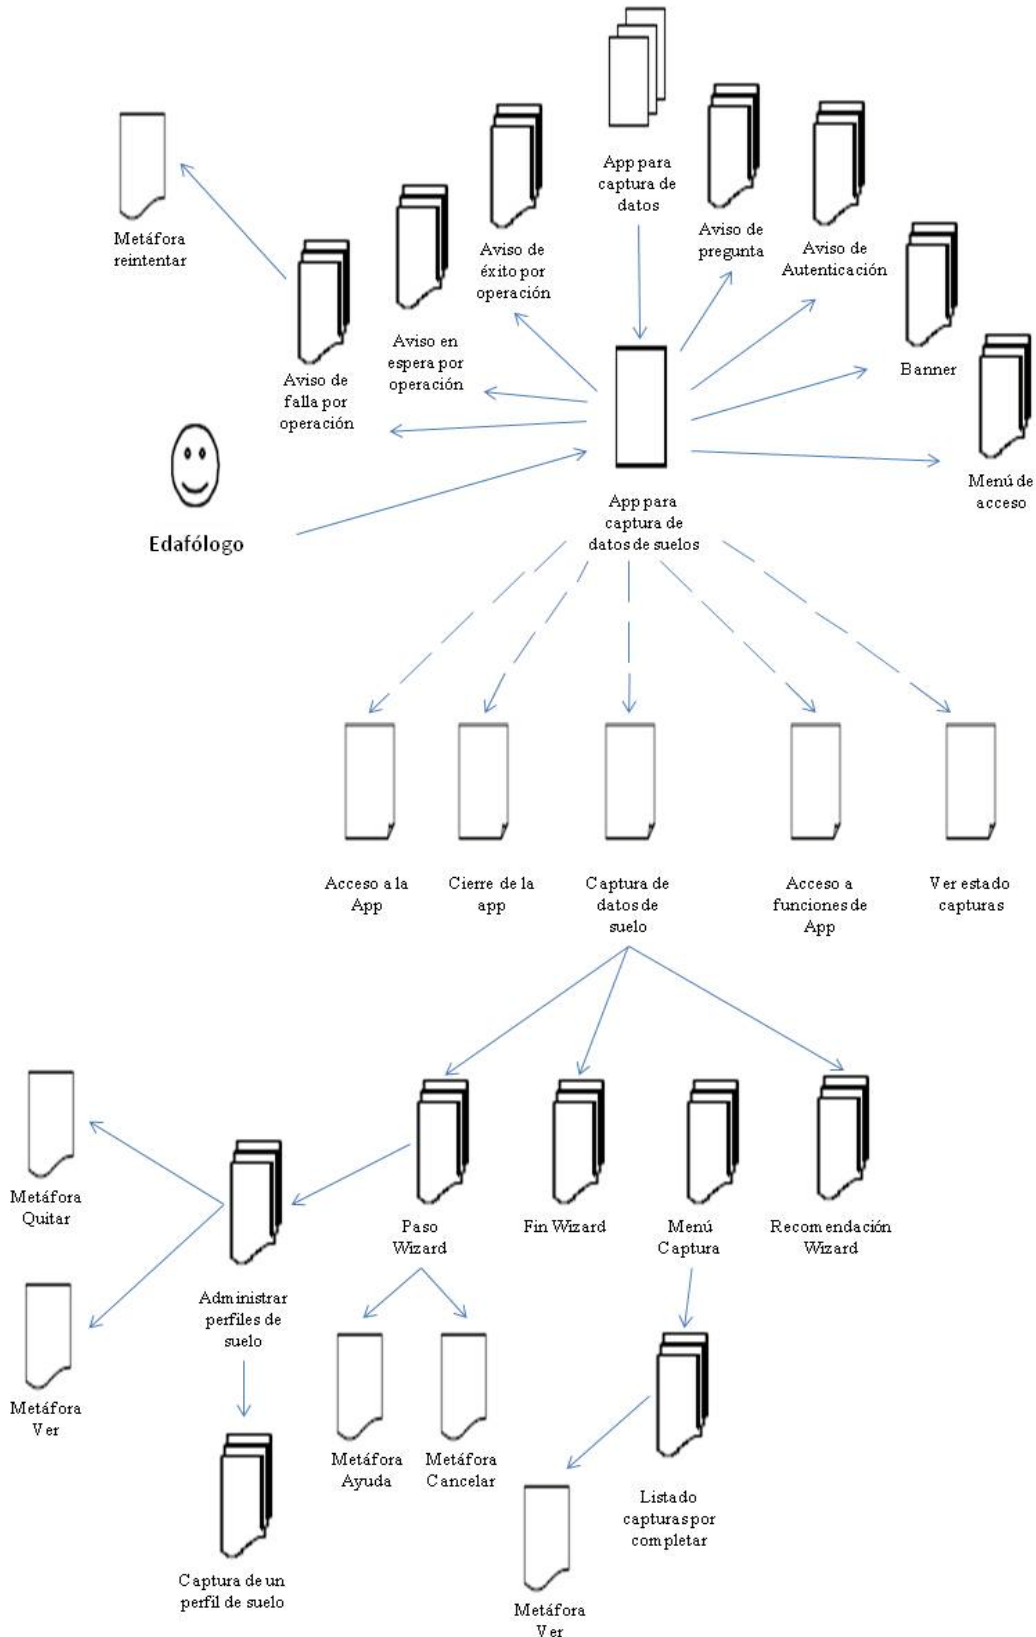 App para
captura de
datos
Metáfora
reintentar
Aviso de
éxito por
operación
Aviso de
pregunta
Aviso de
Autenticación
Aviso en
espera por
operación
Aviso de
falla por
operación
Banner
Menú de
acceso
Edafólogo
App para
captura de
datos de suelos
Acceso a la
App
Cierre de la
app
Captura de
datos de
suelo
Acceso a
funciones de
App
Ver estado
capturas
Metáfora
Quitar
Paso
Wizard
Fin Wizard
Menú
Captura
Recomendación
Wizard
Administrar
perfiles de
suelo
Metáfora
Ver
Metáfora
Ayuda
Metáfora
Cancelar
Listado
capturas por
completar
Captura de un
perfil de suelo
Metáfora
Ver